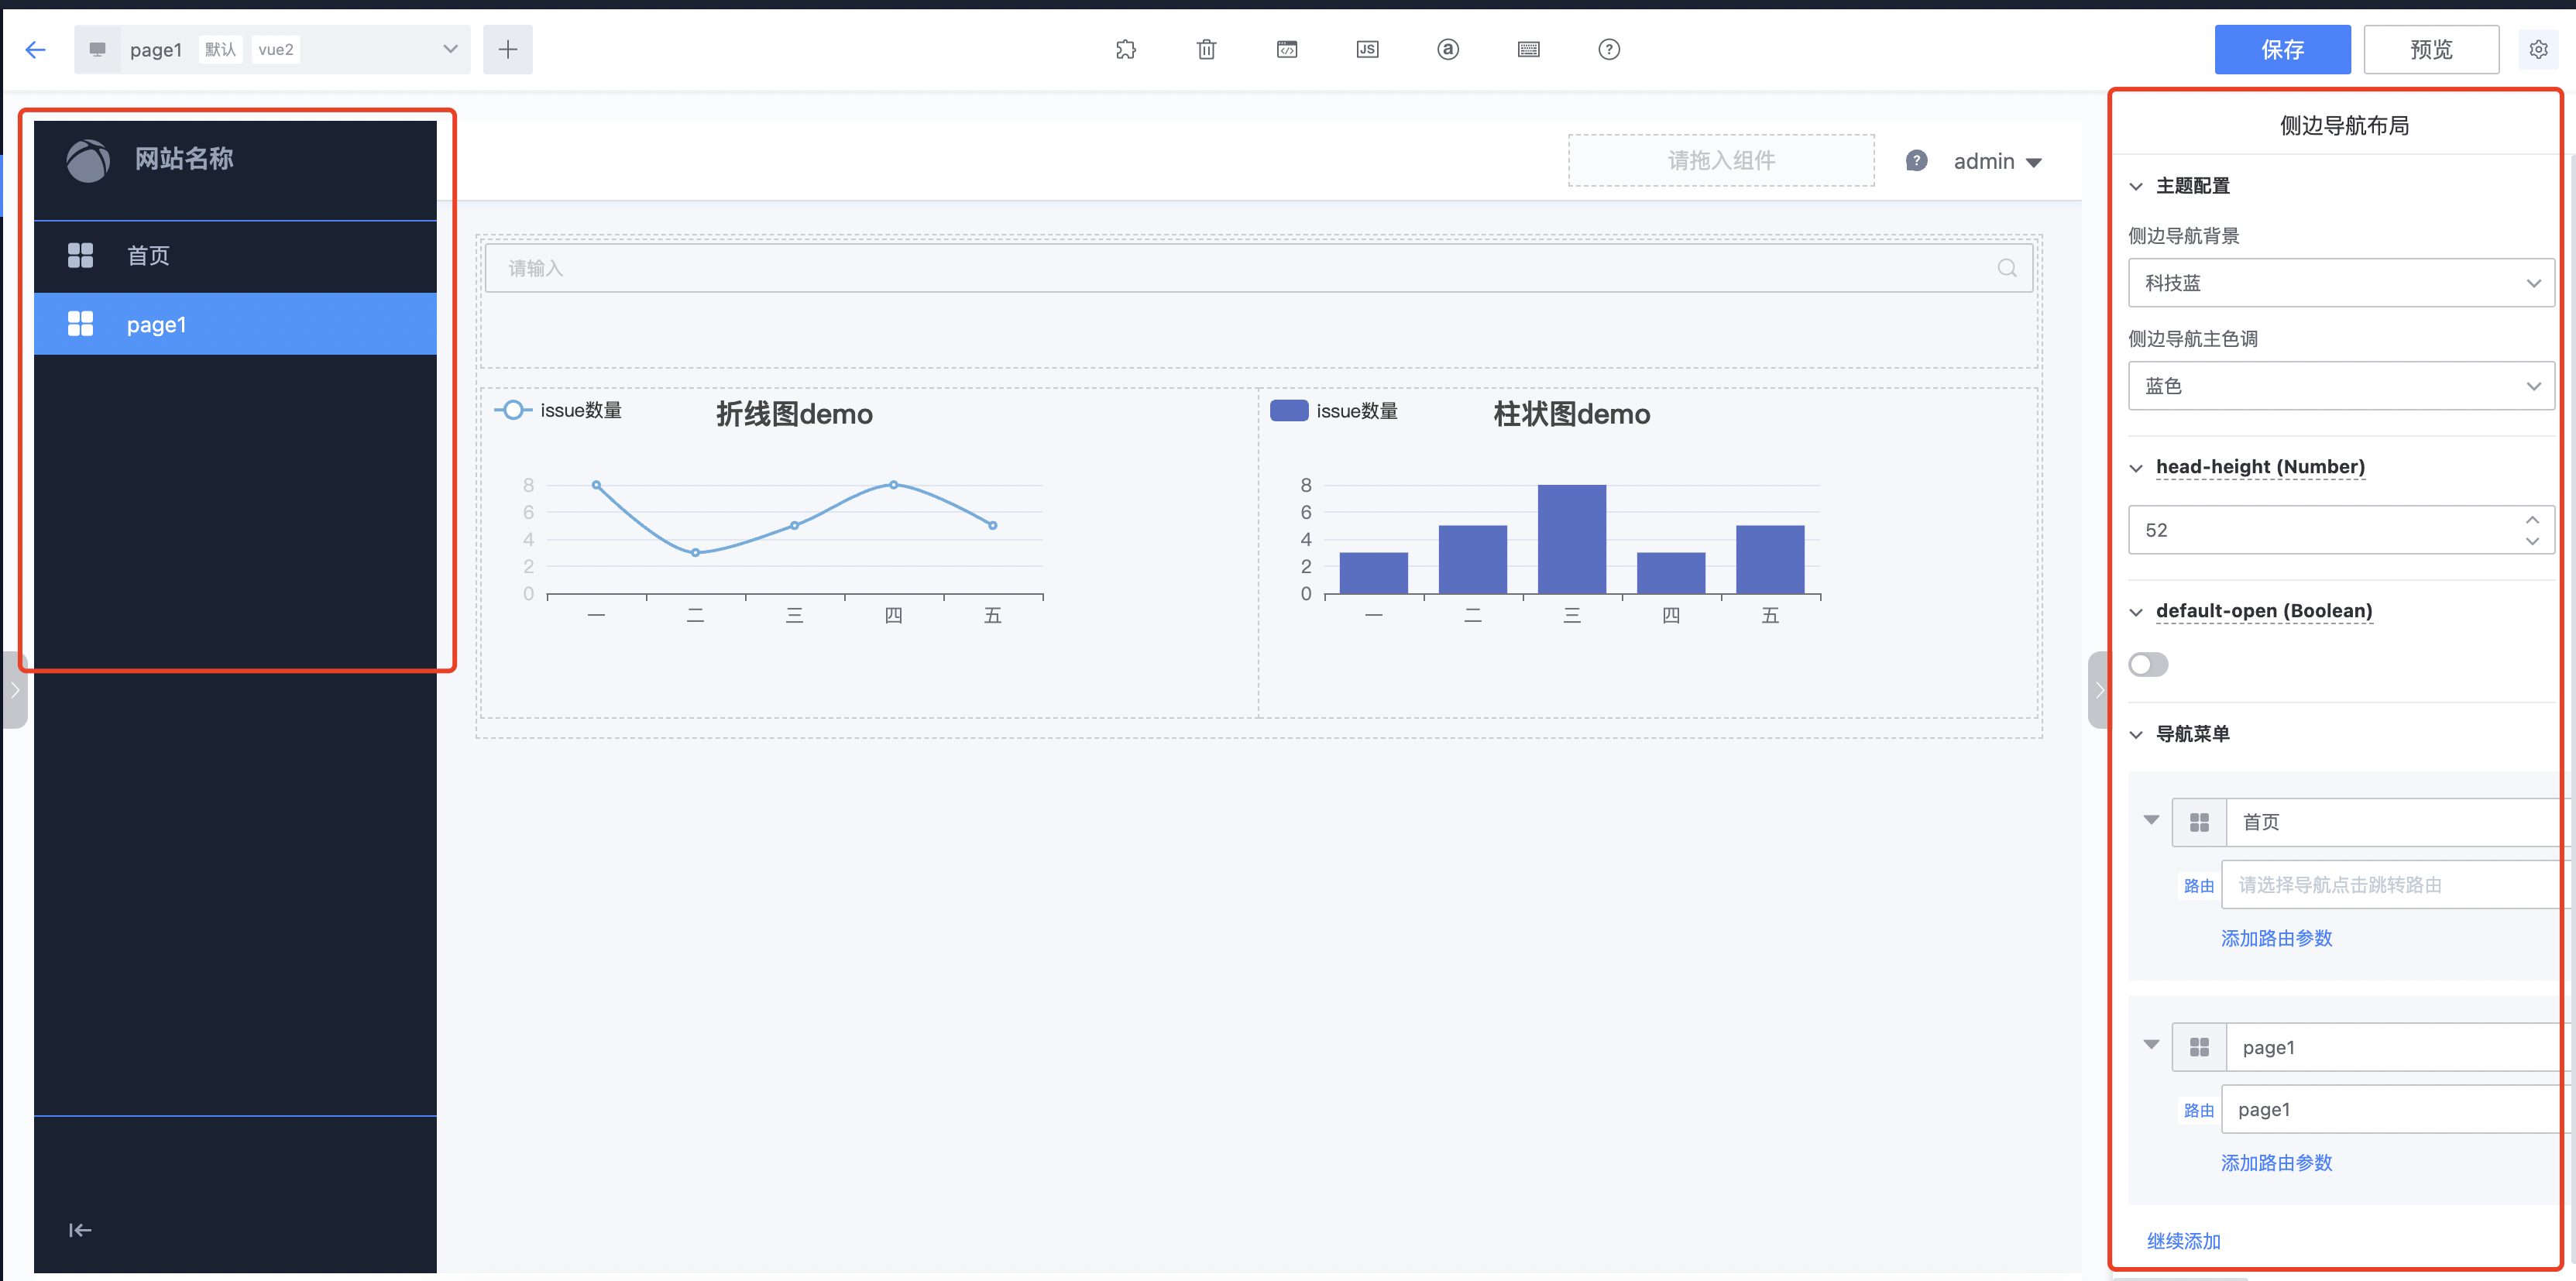 page1 默认 vue2
JS
a
?
保存
预览
网站名称
首页
page1
请拖入组件
?
admin
请输入
issue数量
折线图demo
8
6
4
2
0
一 二 三 四 五
issue数量
柱状图demo
8
6
4
2
0
一 二 三 四 五
侧边导航布局
主题配置
侧边导航背景
科技蓝
侧边导航主色调
蓝色
head-height (Number)
52
default-open (Boolean)
导航菜单
首页
路由 请选择导航点击跳转路由
添加路由参数
page1
路由 page1
添加路由参数
继续添加